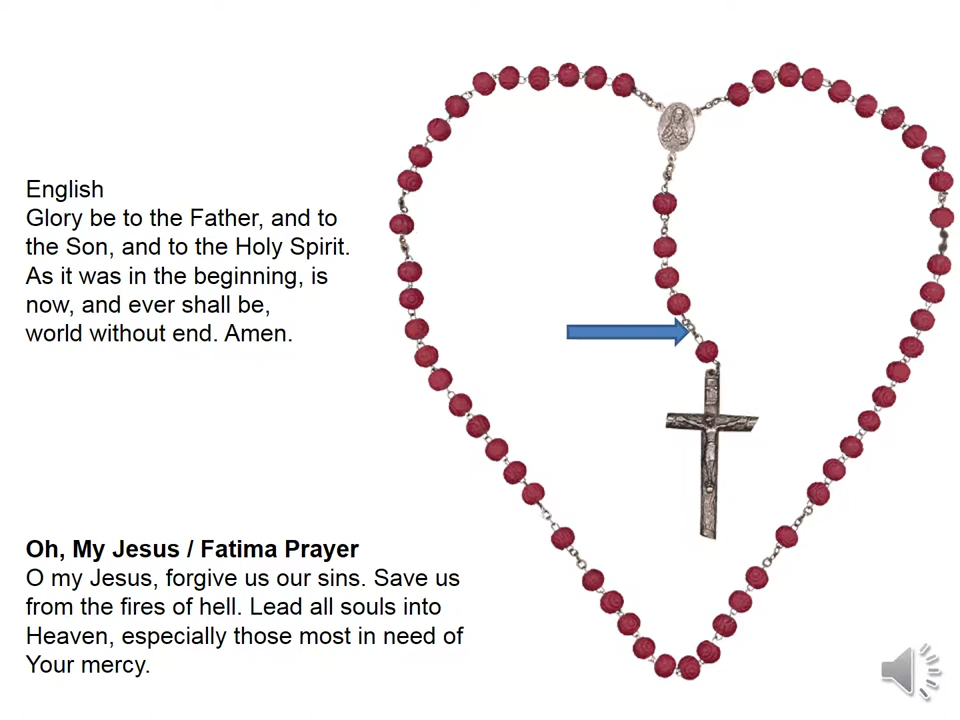 English
Glory be to the Father, and to
the Son, and to the Holy Spirit.
As it was in the beginning, is
now, and ever shall be,
world without end. Amen.
Oh, My Jesus / Fatima Prayer
O my Jesus, forgive us our sins. Save us
from the fires of hell. Lead all souls into
Heaven, especially those most in need of
Your mercy.